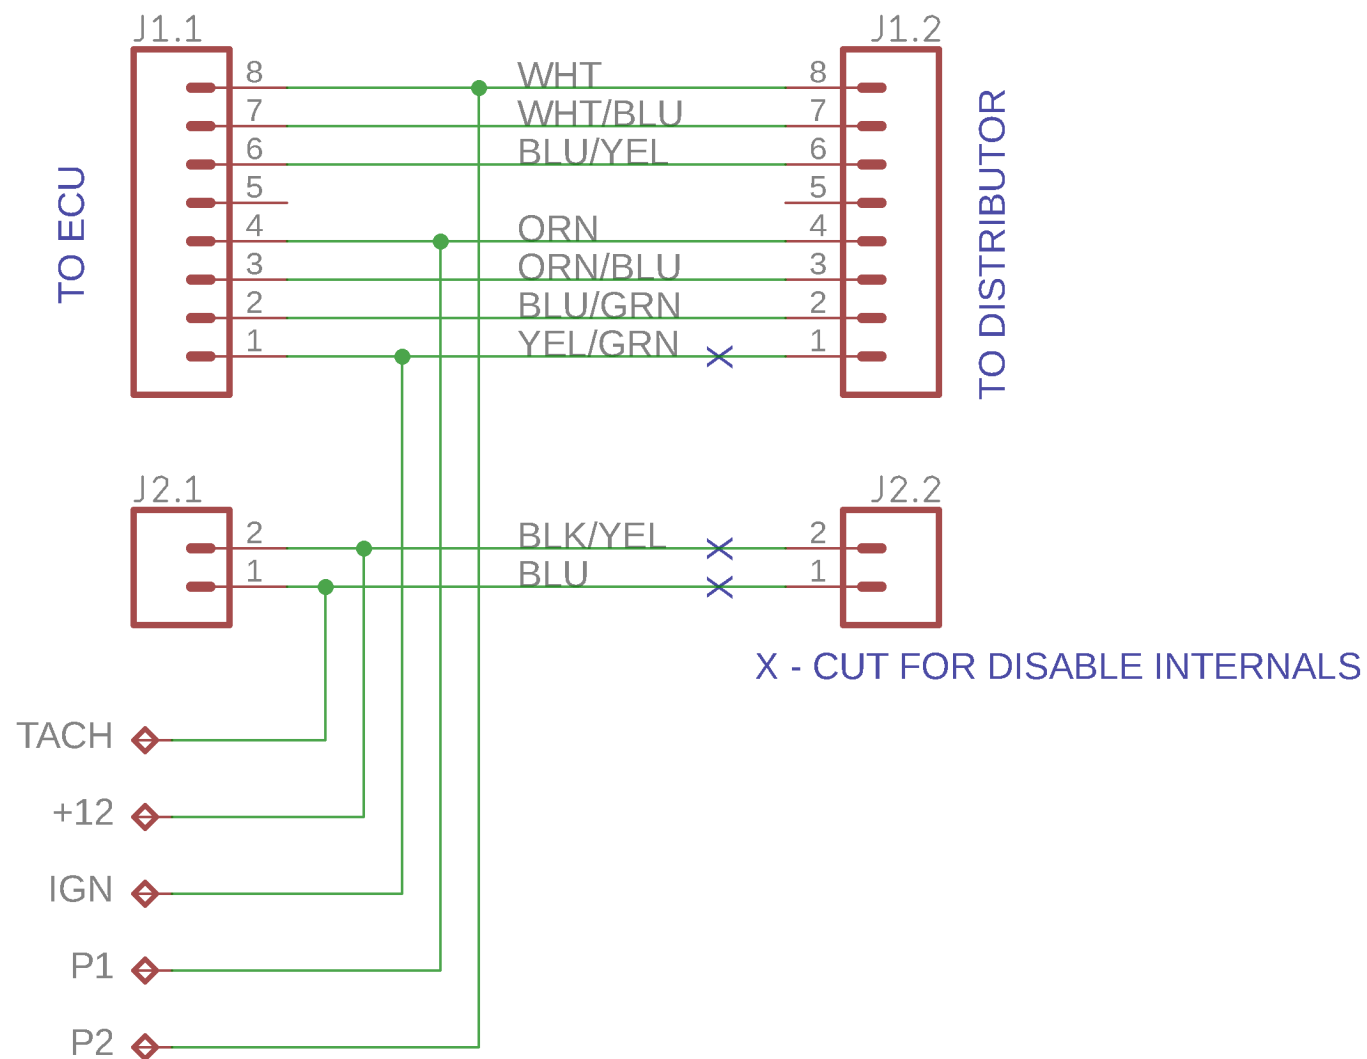 J1.1
J1.2
8 WHT 8
7 WHT/BLU 7
6 BLU/YEL 6
5 5
4 ORN 4
3 ORN/BLU 3
2 BLU/GRN 2
1 YEL/GRN X 1
TO ECU
TO DISTRIBUTOR
J2.1
J2.2
2 BLK/YEL X 2
1 BLU X 1
X - CUT FOR DISABLE INTERNALS
TACH
+12
IGN
P1
P2